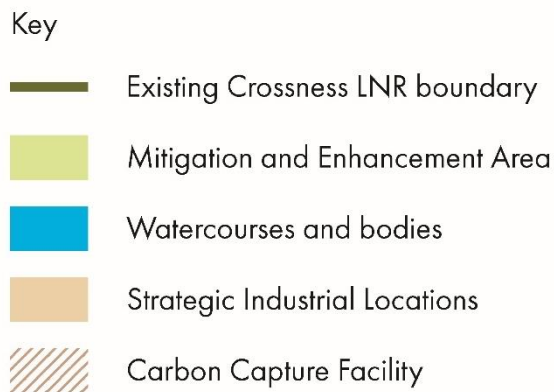 Key
Existing Crossness LNR boundary
Mitigation and Enhancement Area
Watercourses and bodies
Strategic Industrial Locations
Carbon Capture Facility